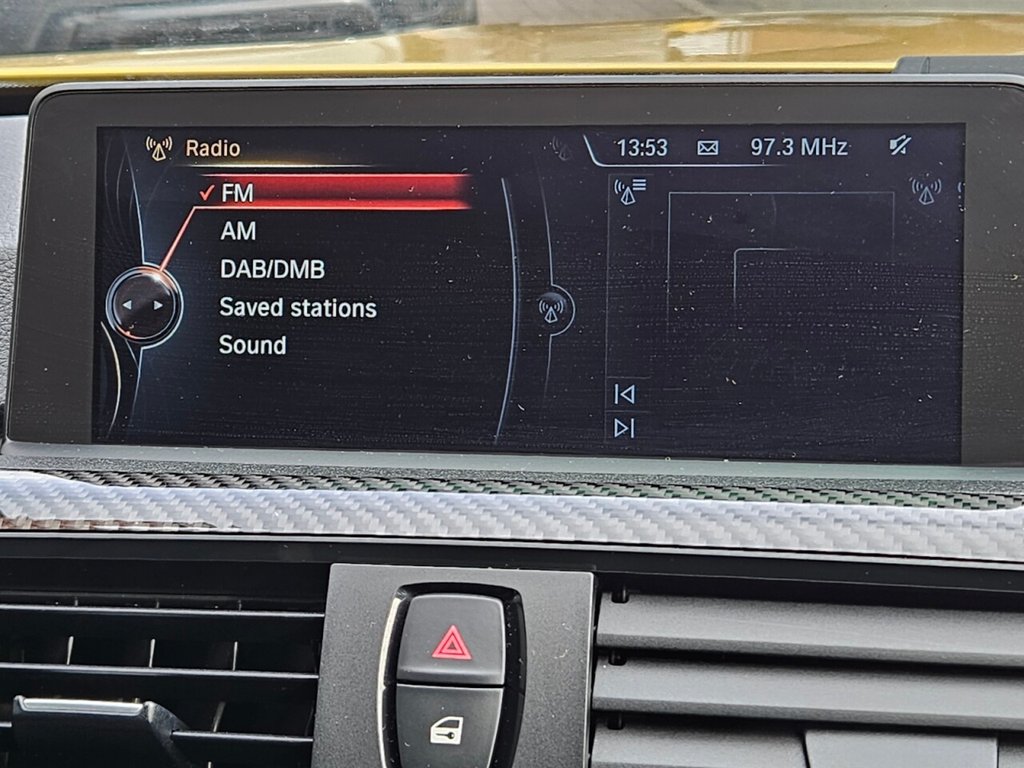 Radio
13:53 97.3 MHz
FM
AM
DAB/DMB
Saved stations
Sound